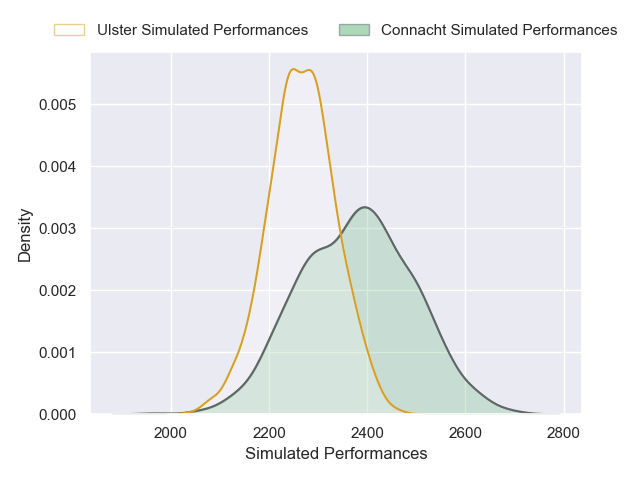 Ulster Simulated Performances
Connacht Simulated Performances
0.005
0.004
0.003
0.002
0.001
0.000
Density
2000
2200
2400
2600
2800
Simulated Performances